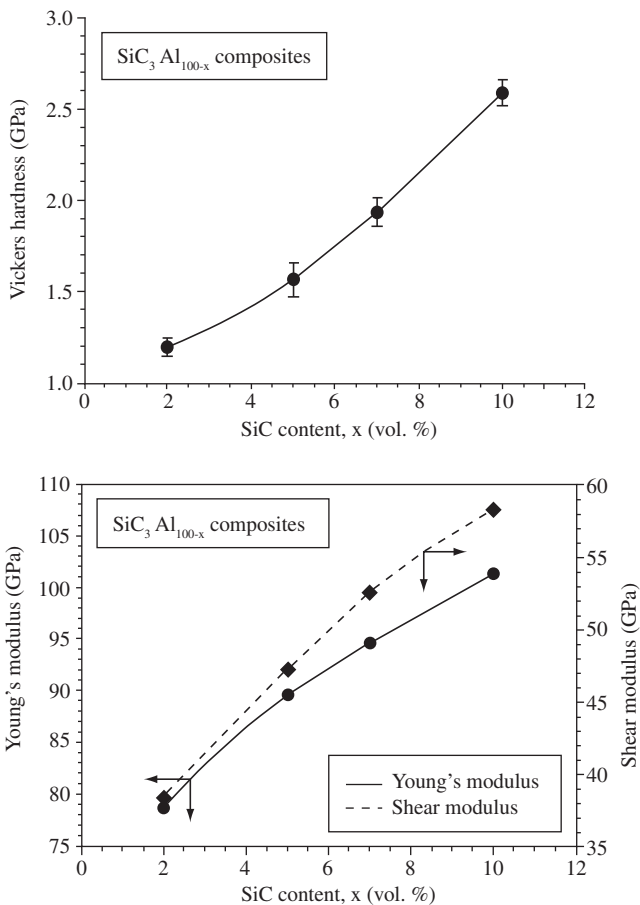 3.0
SiC₃ Al₁₀₀₋ₓ composites
2.5
2.0
1.5
1.0
Vickers hardness (GPa)
0 2 4 6 8 10 12
SiC content, x (vol. %)
110
107
105
100
95
90
85
80
75
Young's modulus (GPa)
SiC₃ Al₁₀₀₋ₓ composites
60
55
50
45
40
35
Shear modulus (GPa)
Young's modulus
Shear modulus
0 2 4 6 8 10 12
SiC content, x (vol. %)